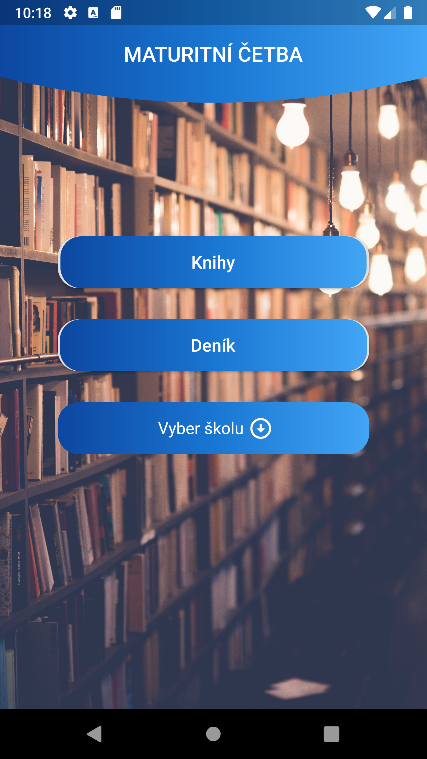 10:18
MATURITNÍ ČETBA
Knihy
Deník
Vyber školu